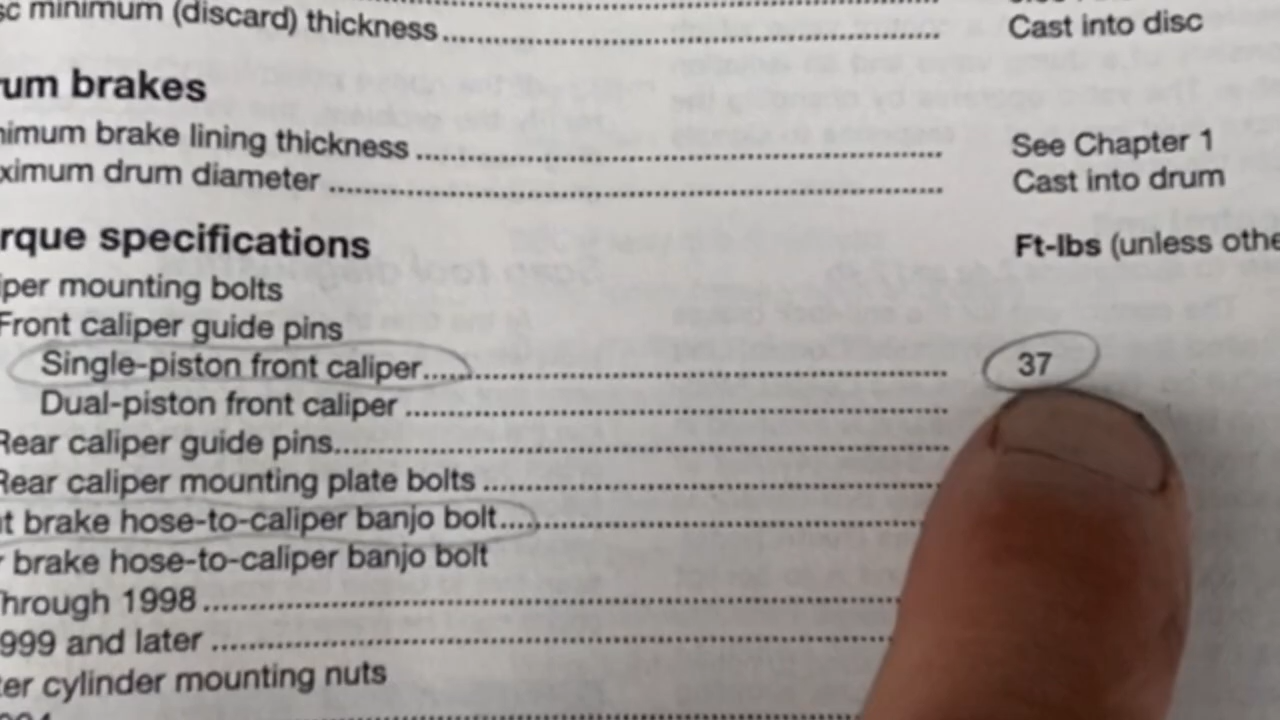 sc minimum (discard) thickness.......... Cast into disc
um brakes
nimum brake lining thickness .......... See Chapter 1
ximum drum diameter .......... Cast into drum
rque specifications Ft-lbs (unless othe
iper mounting bolts
Front caliper guide pins
Single-piston front caliper.......... 37
Dual-piston front caliper ..........
Rear caliper guide pins..........
Rear caliper mounting plate bolts ..........
t brake hose-to-caliper banjo bolt..........
r brake hose-to-caliper banjo bolt
Through 1998 ..........
999 and later ..........
ter cylinder mounting nuts